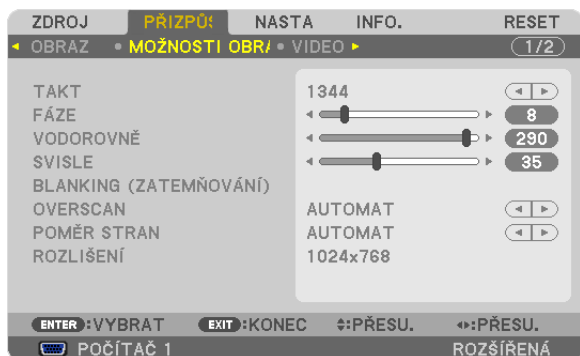 ZDROJ PŘIZPŮS NASTA INFO. RESET
OBRAZ MOŽNOSTI OBRA VIDEO 1/2
TAKT 1344
FÁZE 8
VODOROVNĚ 290
SVISLE 35
BLANKING (ZATEMŇOVÁNÍ)
OVERSCAN AUTOMAT
POMĚR STRAN AUTOMAT
ROZLIŠENÍ 1024x768
ENTER :VYBRAT EXIT :KONEC :PŘESU. :PŘESU.
POČÍTAČ 1 ROZŠÍŘENÁ